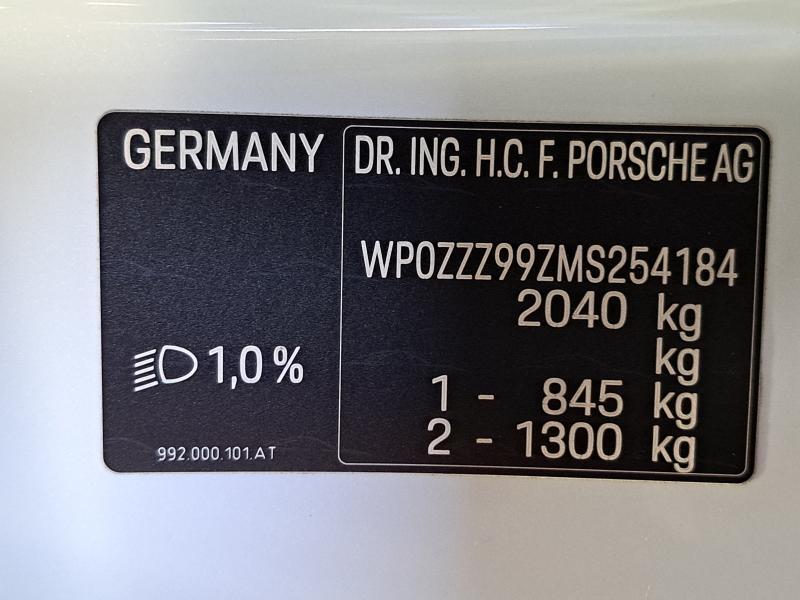 GERMANY
1,0 %
992.000.101.AT
DR. ING. H.C. F. PORSCHE AG
WP0ZZZ99ZMS254184
2040 kg
kg
1 - 845 kg
2 - 1300 kg